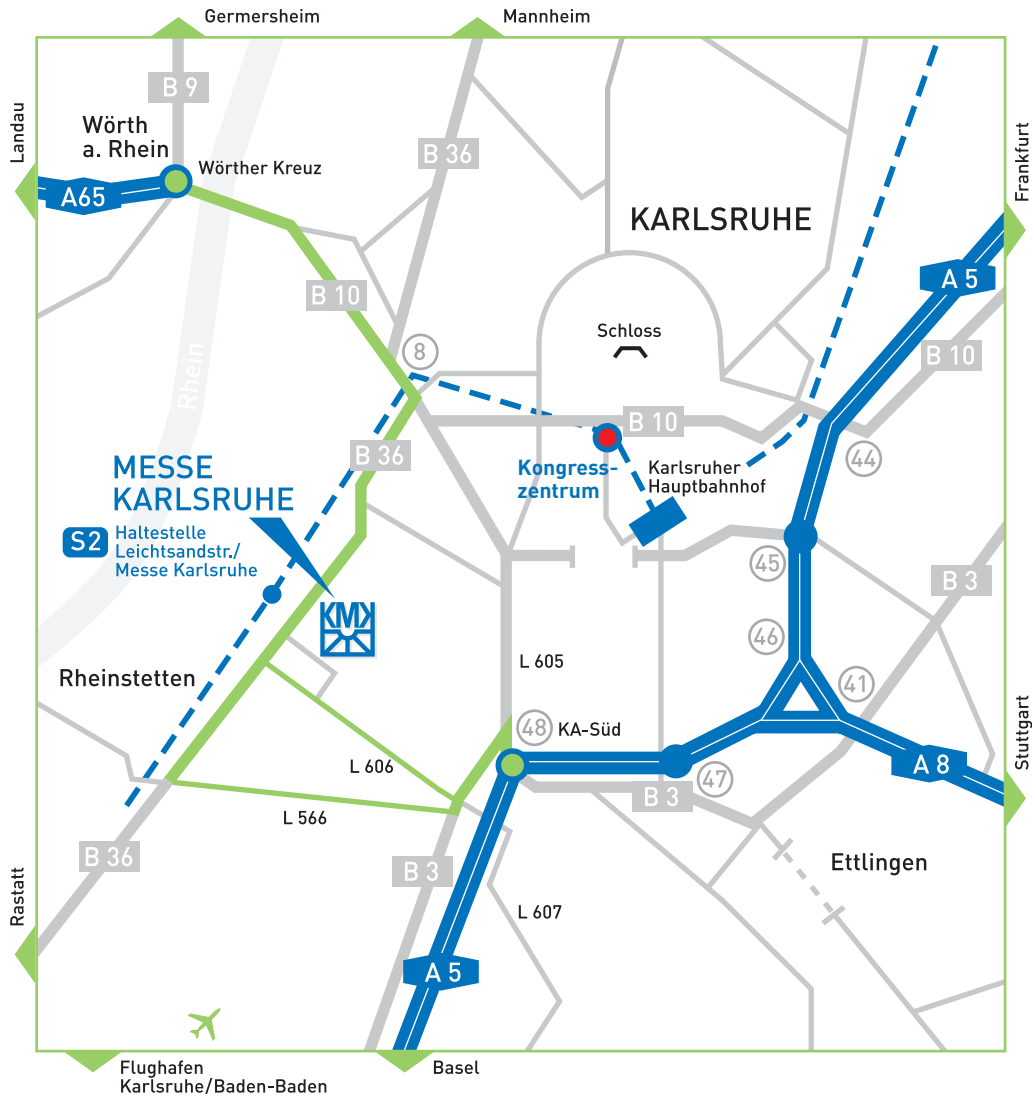 Germersheim
Mannheim
Landau
B 9
Wörth
a. Rhein
Wörther Kreuz
A65
B 36
KARLSRUHE
Frankfurt
A 5
B 10
Rhein
8
Schloss
B 10
B 10
B 36
Kongress-
zentrum
Karlsruher
Hauptbahnhof
44
MESSE
KARLSRUHE
S2
Haltestelle
Leichtsandstr./
Messe Karlsruhe
45
B 3
46
KMK
L 605
Rheinstetten
41
48
KA-Süd
Stuttgart
L 606
A 8
47
B 3
L 566
B 36
B 3
Ettlingen
Rastatt
L 607
A 5
Flughafen
Karlsruhe/Baden-Baden
Basel